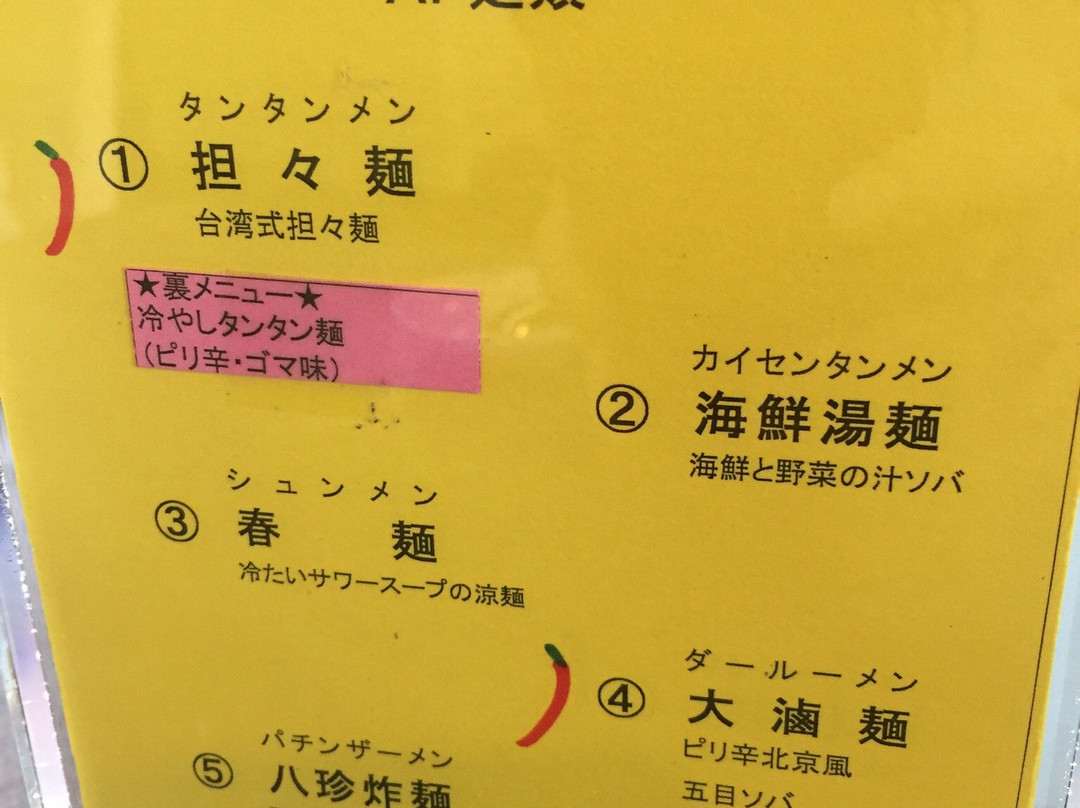 タンタンメン
① 担々麺
台湾式担々麺
★裏メニュー★
冷やしタンタン麺
(ピリ辛・ゴマ味)
カイセンタンメン
② 海鮮湯麺
海鮮と野菜の汁ソバ
シュンメン
③ 春 麺
冷たいサワースープの涼麺
ダールーメン
④ 大滷麺
ピリ辛北京風
五目ソバ
パチンザーメン
⑤ 八珍炸麺